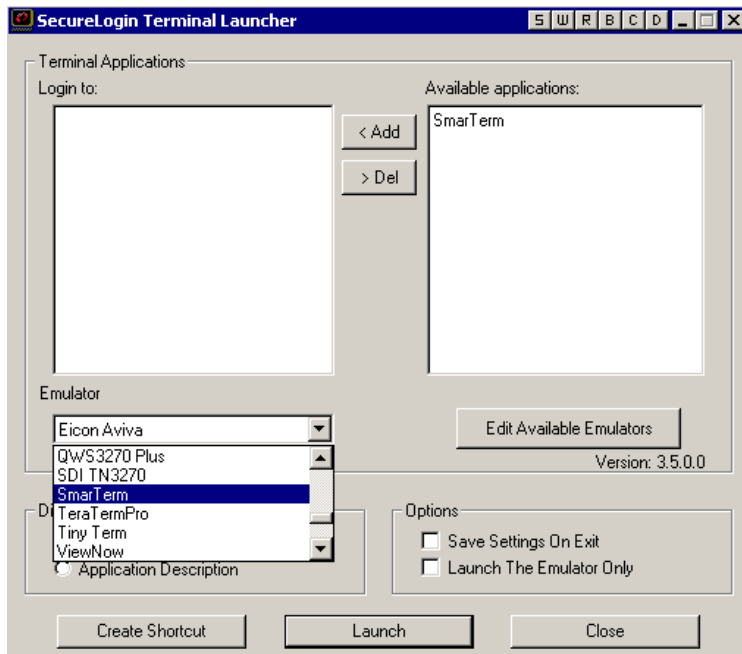 SecureLogin Terminal Launcher
S W R B C D
Terminal Applications
Login to:
Available applications:
SmarTerm
< Add
> Del
Emulator
Eicon Aviva
Edit Available Emulators
Version: 3.5.0.0
QWS3270 Plus
SDI TN3270
SmarTerm
TeraTermPro
Tiny Term
ViewNow
Di
Application Description
Options
Save Settings On Exit
Launch The Emulator Only
Create Shortcut
Launch
Close